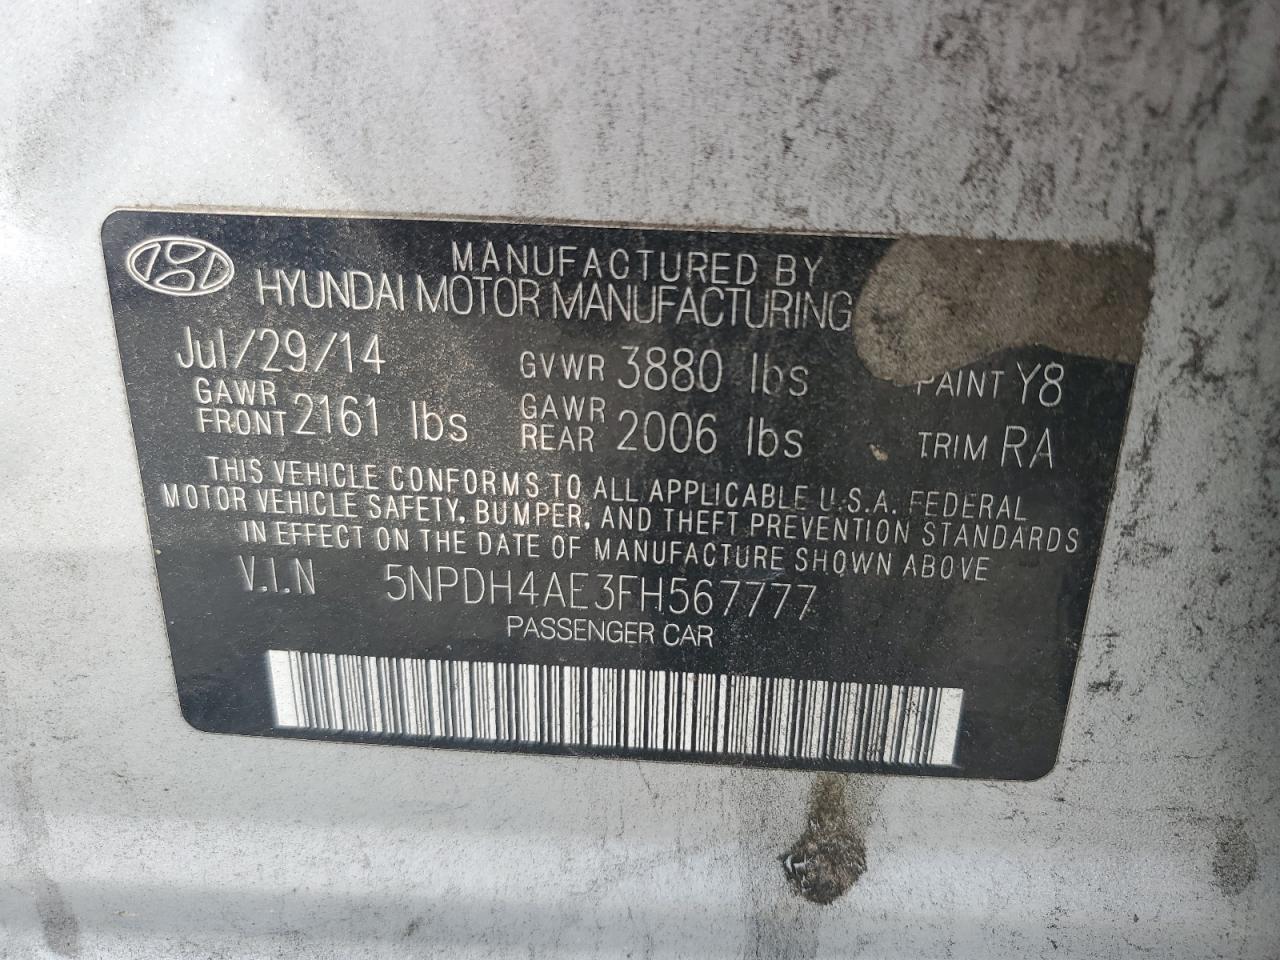 MANUFACTURED BY
HYUNDAI MOTOR MANUFACTURING
Jul/29/14 GVWR 3880 lbs PAINT Y8
GAWR FRONT 2161 lbs GAWR REAR 2006 lbs TRIM RA
THIS VEHICLE CONFORMS TO ALL APPLICABLE U.S.A. FEDERAL
MOTOR VEHICLE SAFETY, BUMPER, AND THEFT PREVENTION STANDARDS
IN EFFECT ON THE DATE OF MANUFACTURE SHOWN ABOVE
V.I.N 5NPDH4AE3FH567777
PASSENGER CAR